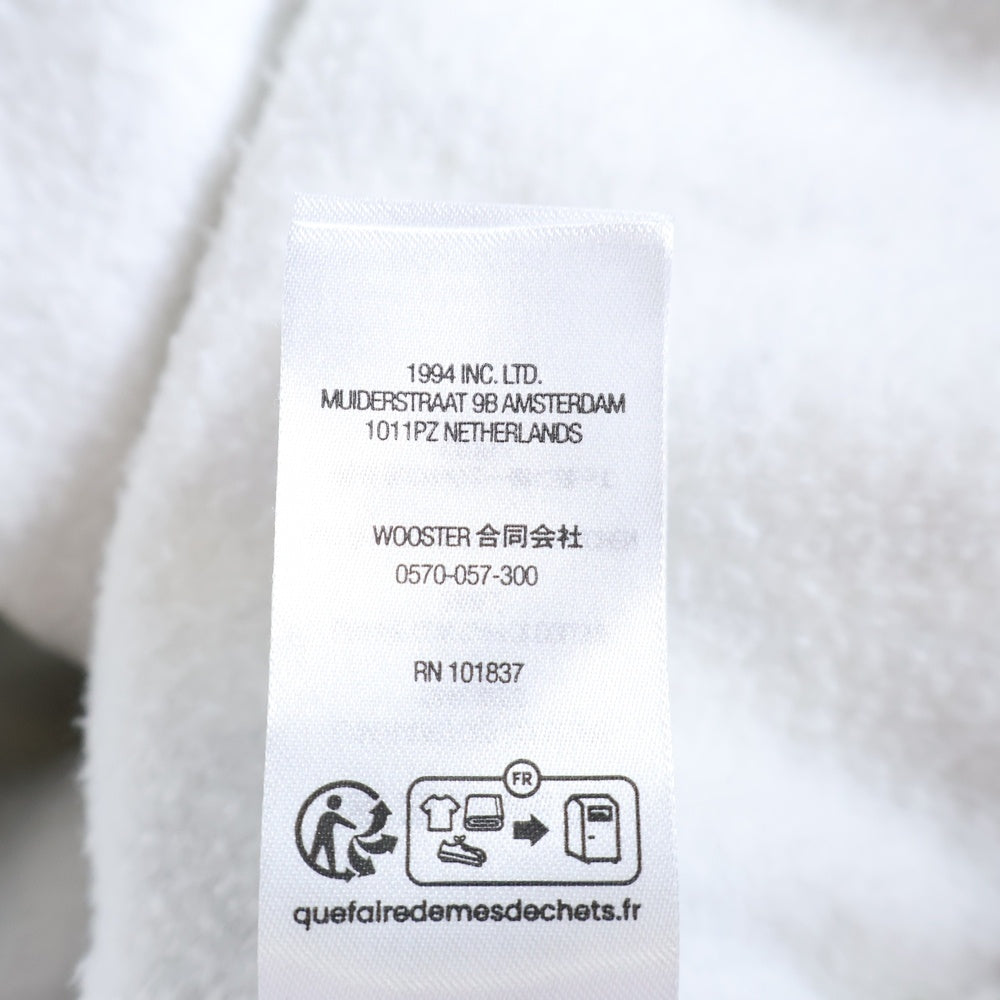 1994 INC. LTD.
MUIDERSTRAAT 9B AMSTERDAM
1011PZ NETHERLANDS
WOOSTER 合同会社
0570-057-300
RN 101837
FR
quefairedemesdechets.fr